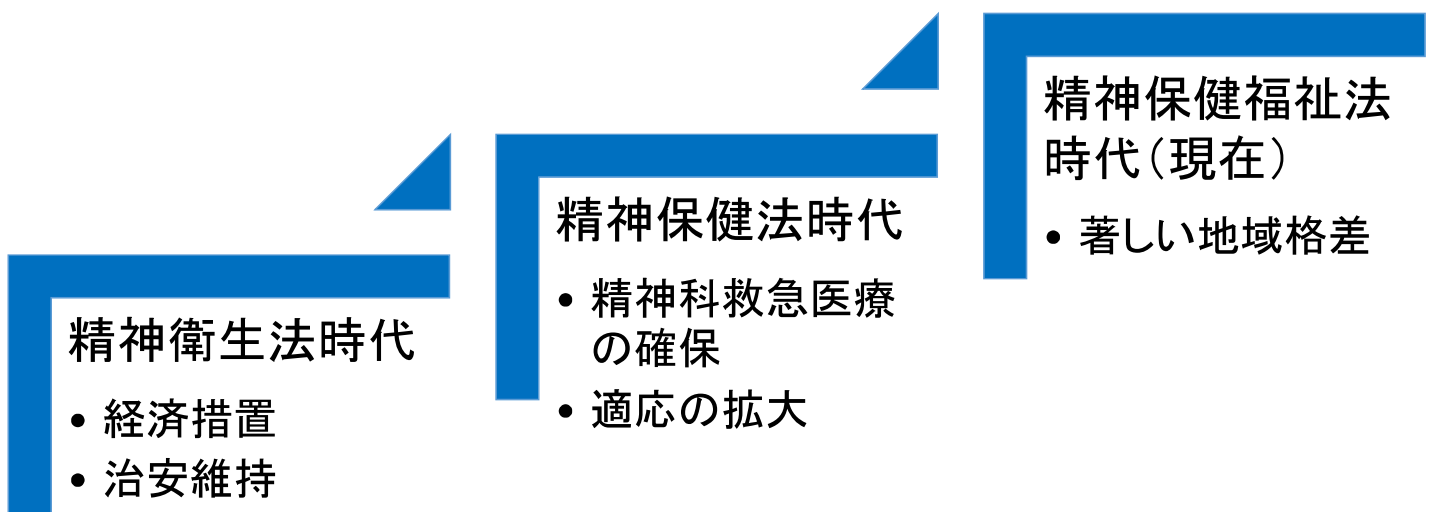 精神衛生法時代
• 経済措置
• 治安維持
精神保健法時代
• 精神科救急医療
の確保
• 適応の拡大
精神保健福祉法
時代（現在）
• 著しい地域格差